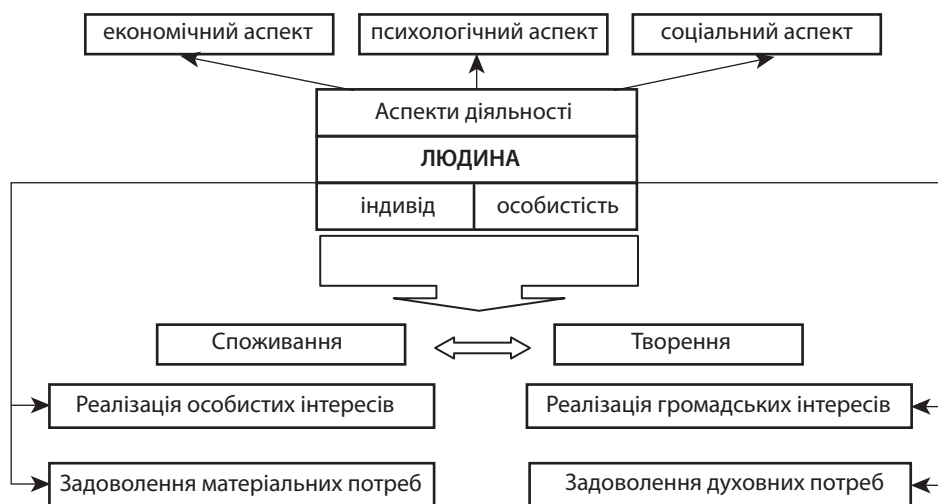 економічний аспект
психологічний аспект
соціальний аспект
Аспекти діяльності
ЛЮДИНА
індивід
особистість
Споживання
Творення
Реалізація особистих інтересів
Реалізація громадських інтересів
Задоволення матеріальних потреб
Задоволення духовних потреб